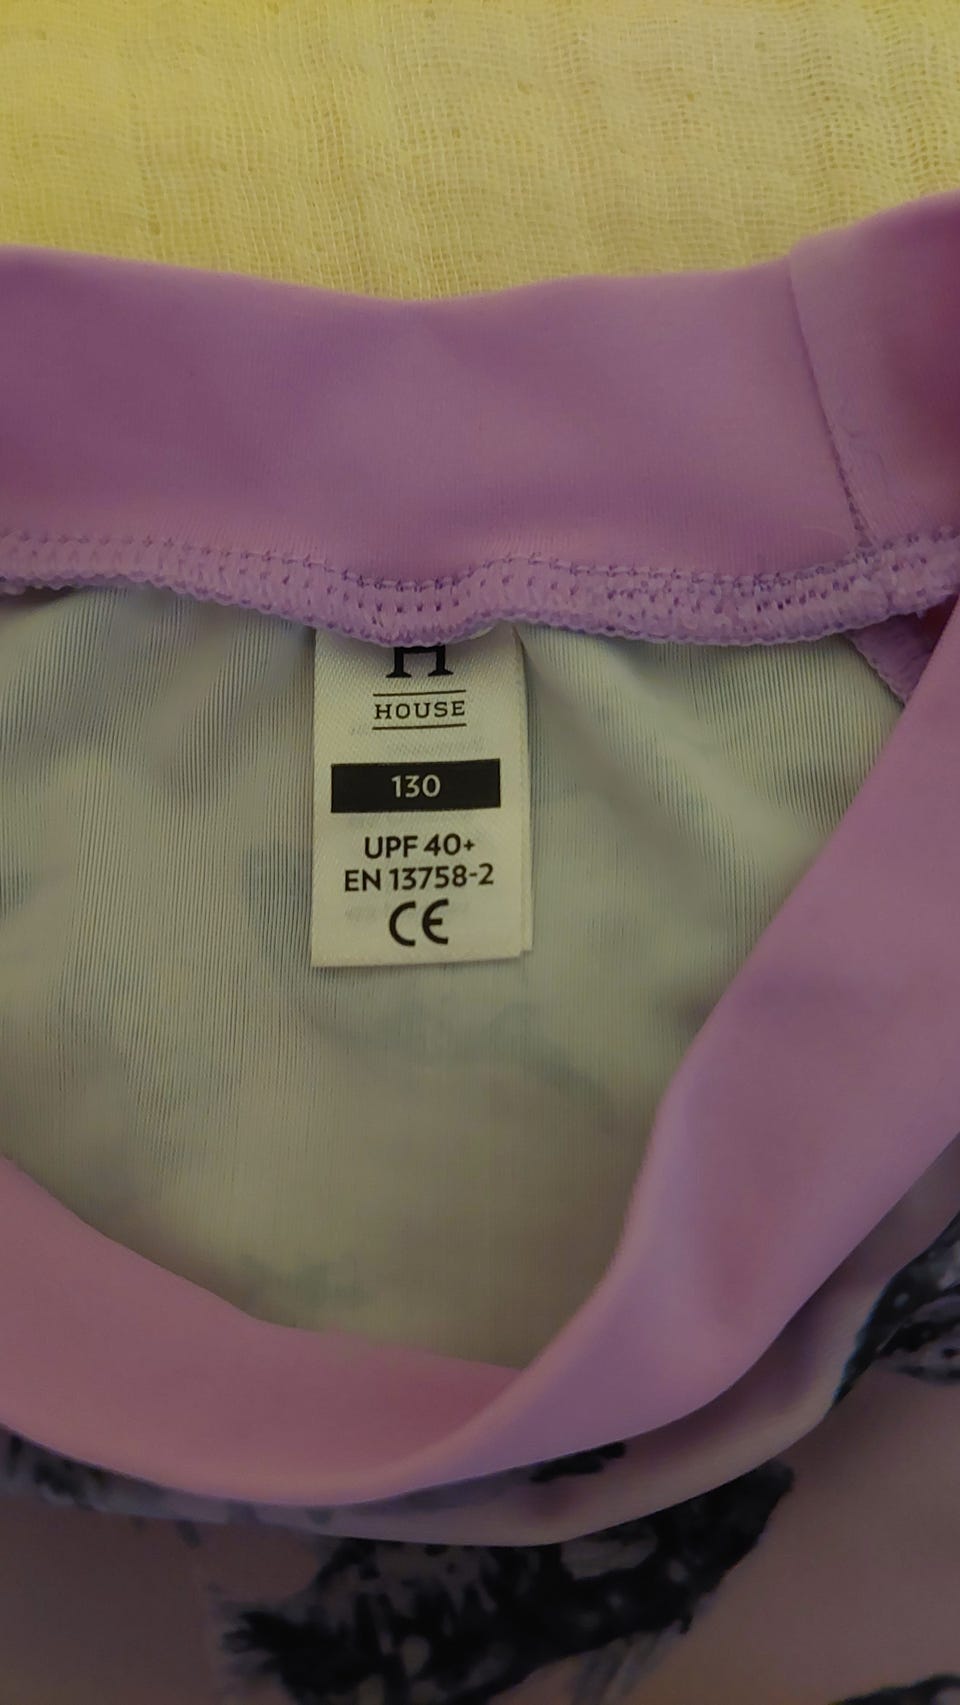 H
HOUSE
130
UPF 40+
EN 13758-2
CE